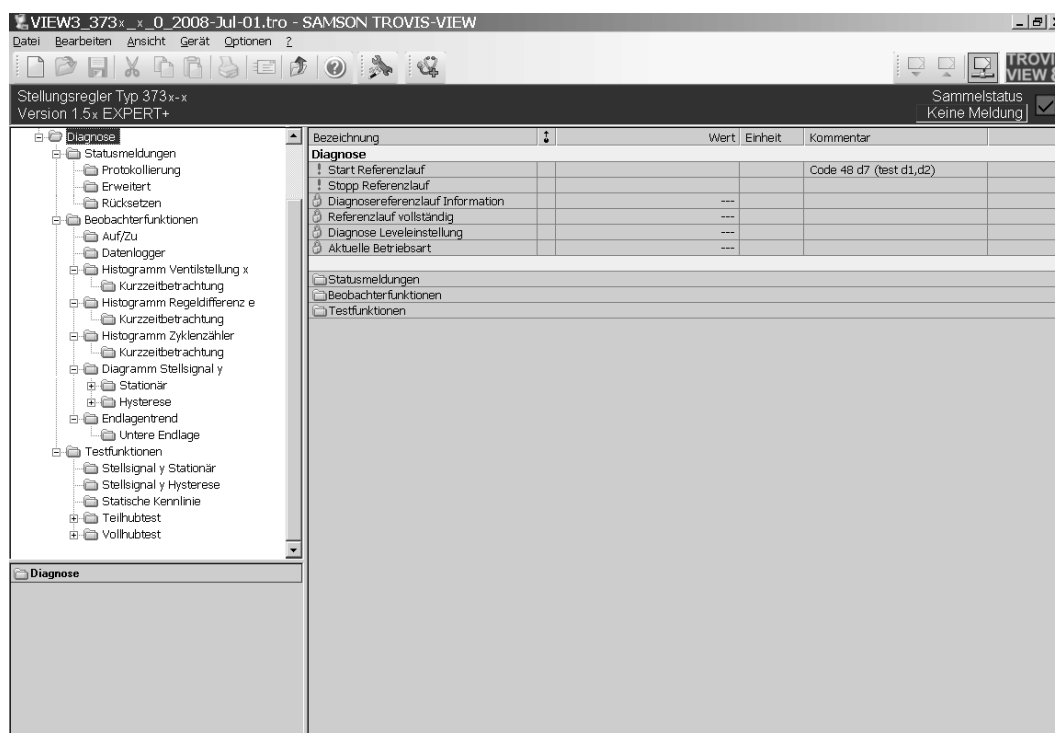 VIEW3_373x_x_0_2008-Jul-01.tro - SAMSON TROVIS-VIEW
Datei Bearbeiten Ansicht Gerät Optionen ?
TROVI
VIEW
Stellungsregler Typ 373x-x
Version 1.5x EXPERT+
Sammelstatus
Keine Meldung
Diagnose
Statusmeldungen
Protokollierung
Erweitert
Rücksetzen
Beobachterfunktionen
Auf/Zu
Datenlogger
Histogramm Ventilstellung x
Kurzzeitbetrachtung
Histogramm Regeldifferenz e
Kurzzeitbetrachtung
Histogramm Zyklenzähler
Kurzzeitbetrachtung
Diagramm Stellsignal y
Stationär
Hysterese
Endlagentrend
Untere Endlage
Testfunktionen
Stellsignal y Stationär
Stellsignal y Hysterese
Statische Kennlinie
Teilhubtest
Vollhubtest
Diagnose
Bezeichnung Wert Einheit Kommentar
Diagnose
Start Referenzlauf Code 48 d7 (test d1,d2)
Stopp Referenzlauf
Diagnosereferenzlauf Information ---
Referenzlauf vollständig ---
Diagnose Leveleinstellung ---
Aktuelle Betriebsart ---
Statusmeldungen
Beobachterfunktionen
Testfunktionen